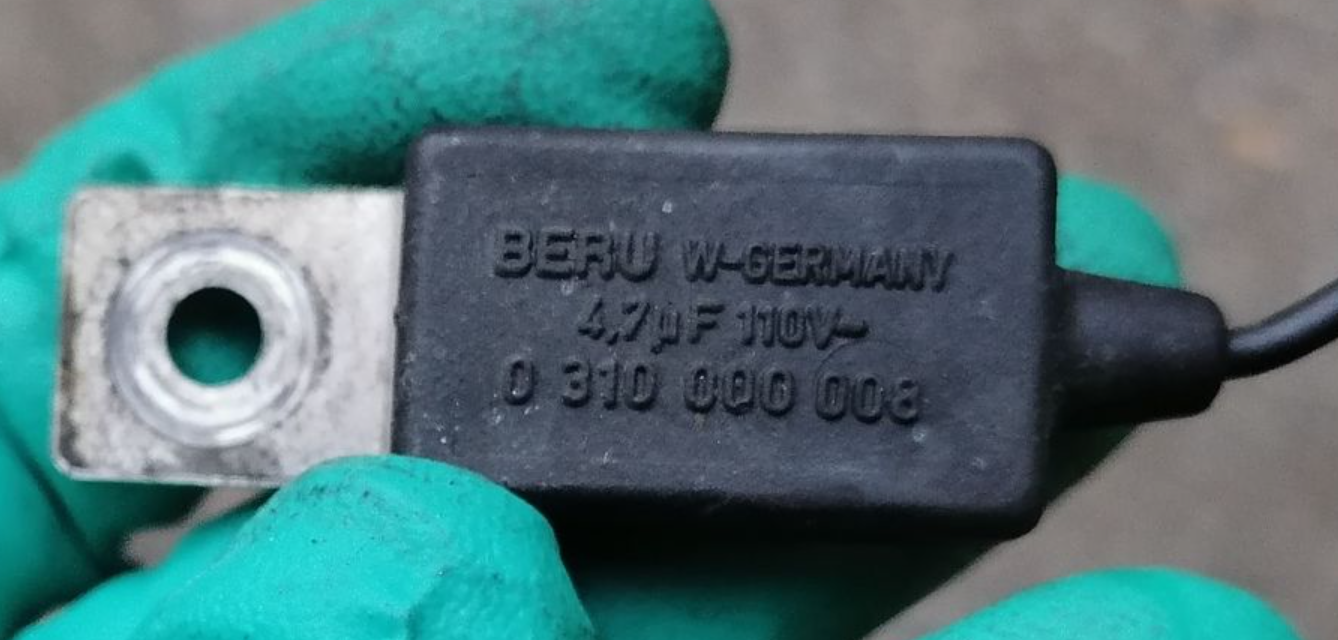 BERU W-GERMANY
4,7µF 110V~
0 310 000 008